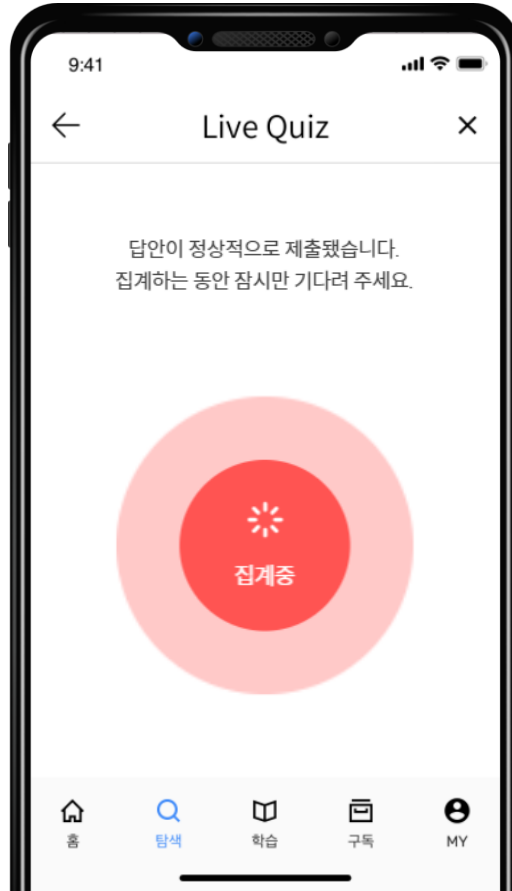 9:41
Live Quiz
답안이 정상적으로 제출됐습니다.
집계하는 동안 잠시만 기다려 주세요.
집계중
홈 탐색 학습 구독 MY